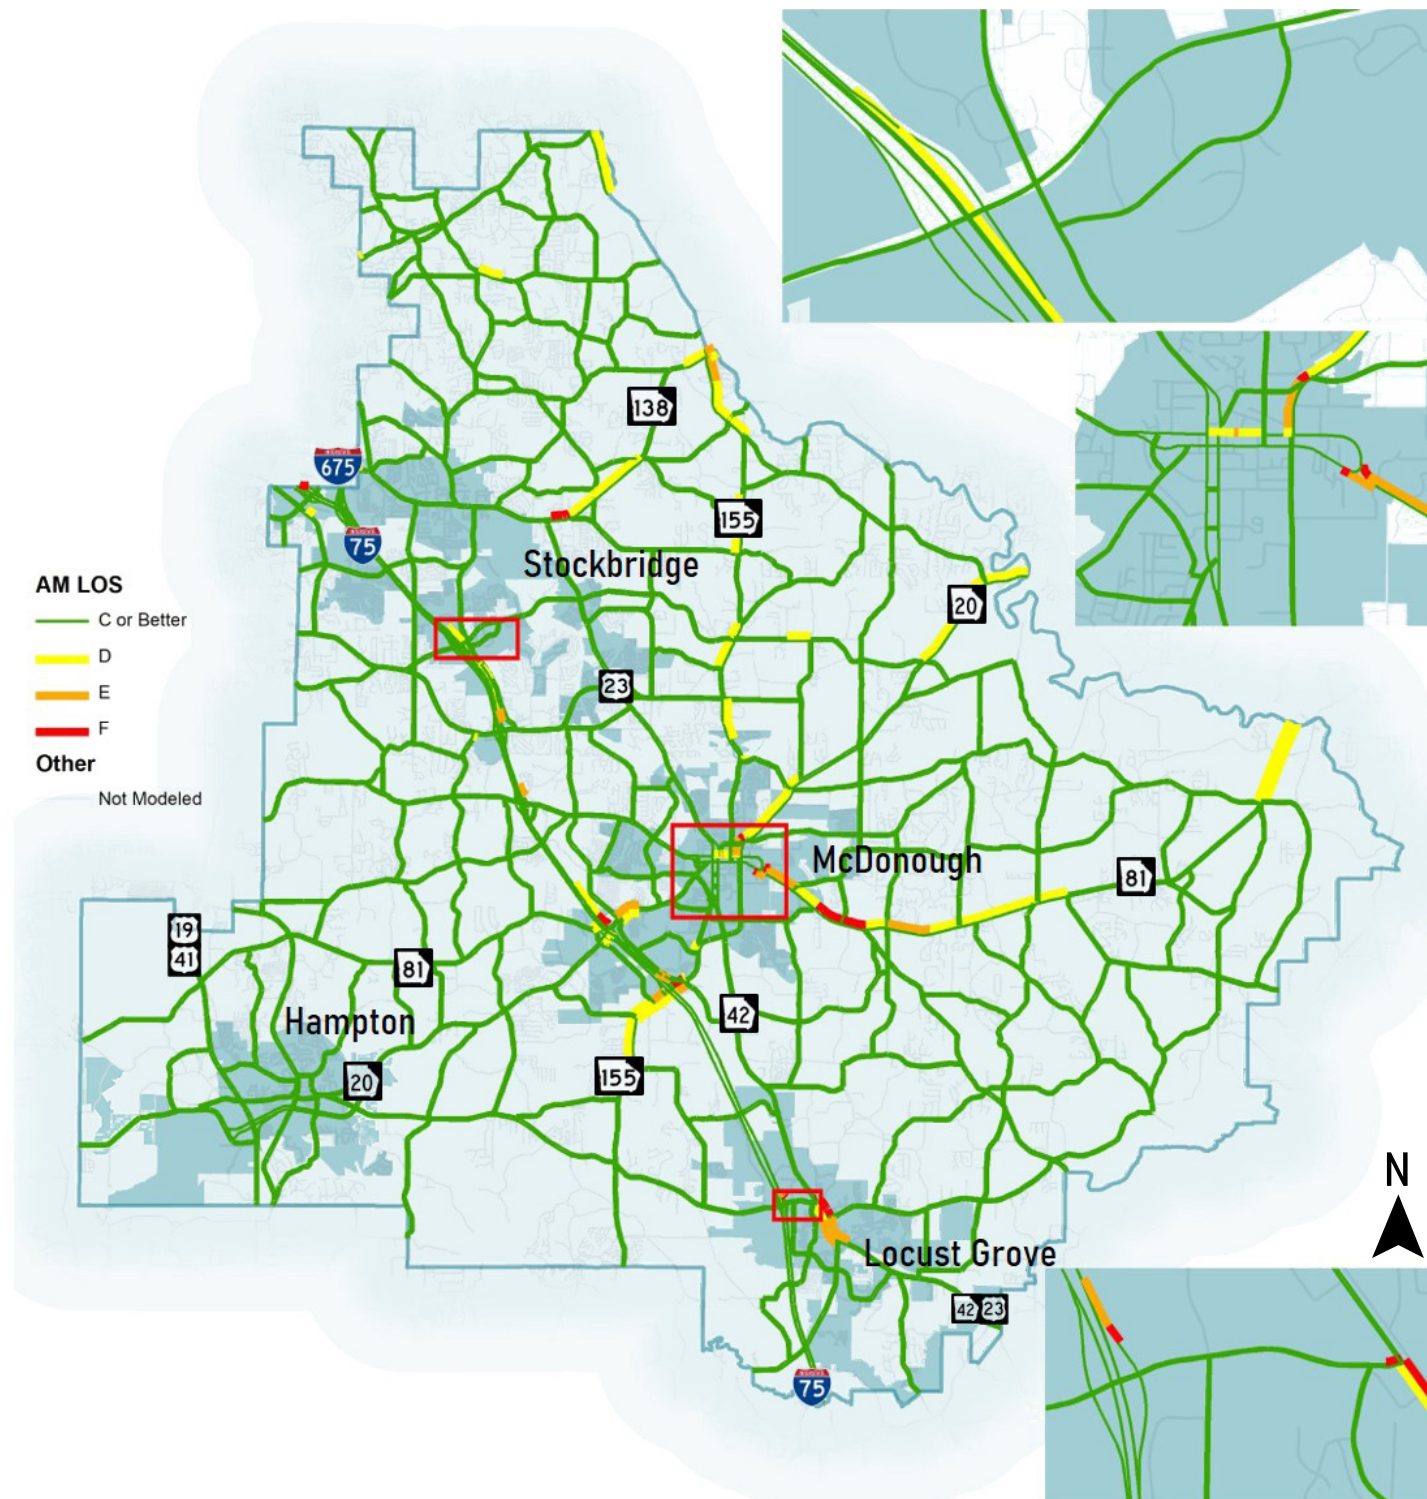 138
675
155
75
Stockbridge
AM LOS
C or Better
D
E
F
Other
Not Modeled
20
23
McDonough
81
19
41
81
Hampton
42
20
155
N
Locust Grove
42 23
75